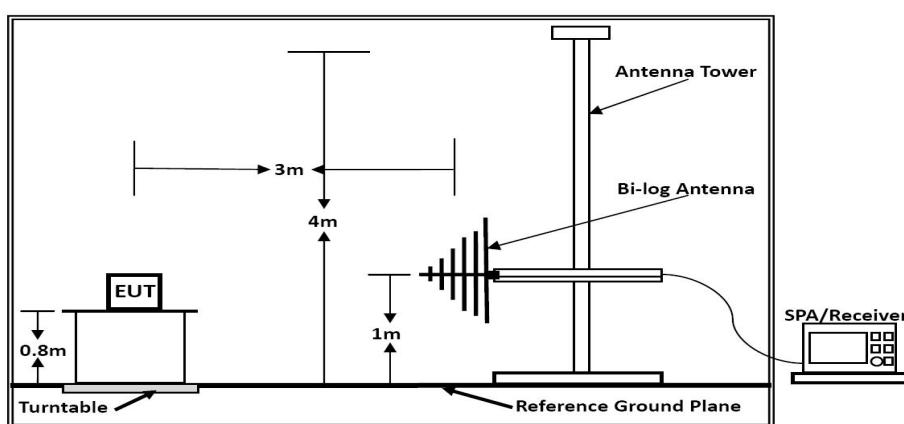 Antenna Tower
3m
Bi-log Antenna
4m
EUT
SPA/Receiver
1m
0.8m
Turntable
Reference Ground Plane